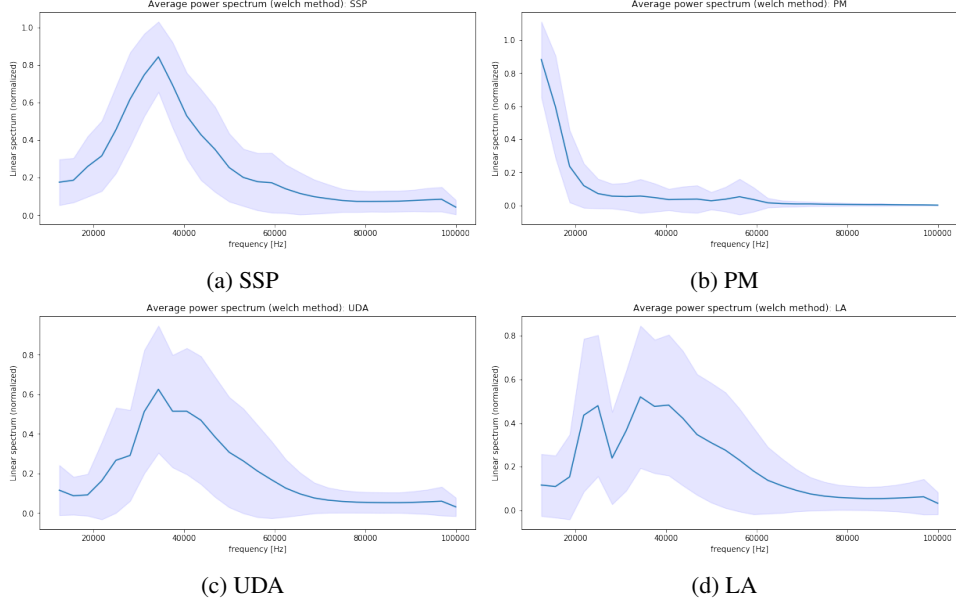 Average power spectrum (welch method): SSP
Linear spectrum (normalized)
1.0
0.8
0.6
0.4
0.2
0.0
20000 40000 60000 80000 100000
frequency [Hz]
(a) SSP
Average power spectrum (welch method): PM
Linear spectrum (normalized)
1.0
0.8
0.6
0.4
0.2
0.0
20000 40000 60000 80000 100000
frequency [Hz]
(b) PM
Average power spectrum (welch method): UDA
Linear spectrum (normalized)
0.8
0.6
0.4
0.2
0.0
20000 40000 60000 80000 100000
frequency [Hz]
(c) UDA
Average power spectrum (welch method): LA
Linear spectrum (normalized)
0.8
0.6
0.4
0.2
0.0
20000 40000 60000 80000 100000
frequency [Hz]
(d) LA